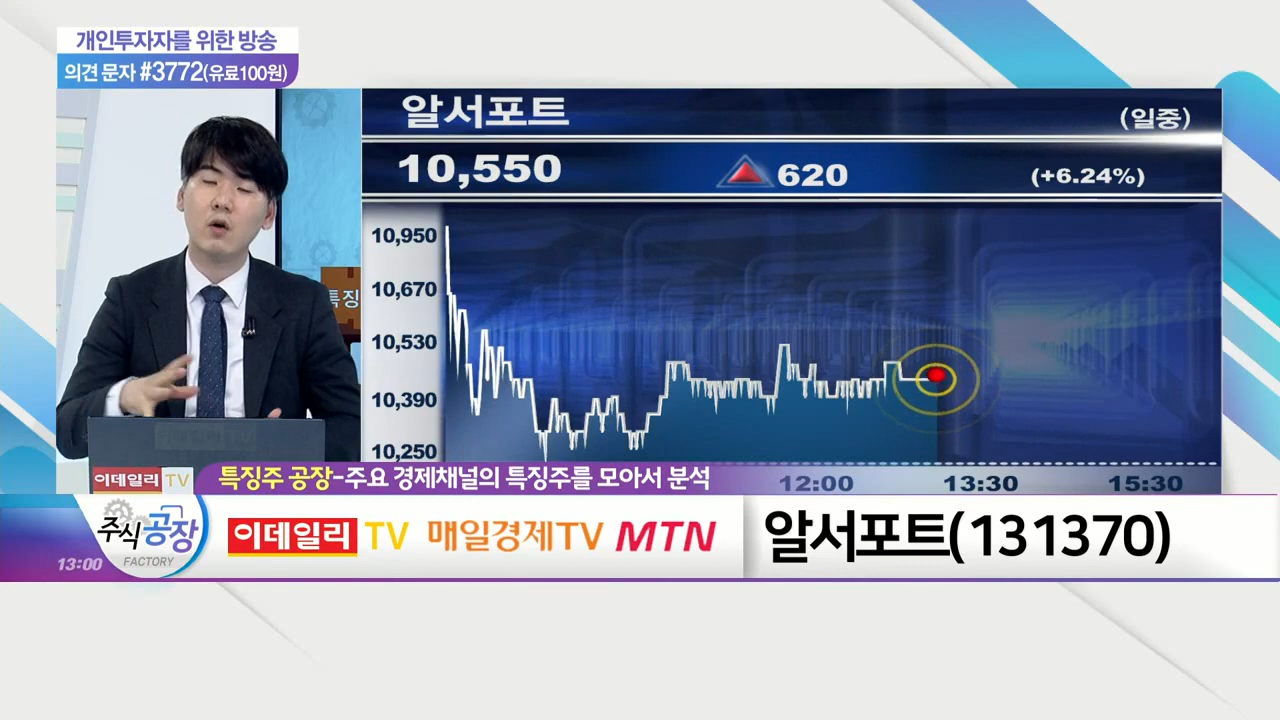 개인투자자를 위한 방송
의견 문자 #3772(유료100원)
알서포트
(일중)
10,550
620
(+6.24%)
10,950
10,670
10,530
10,390
10,250
특징
이데일리 TV
특징주 공장-주요 경제채널의 특징주를 모아서 분석
12:00
13:30
15:30
주식공장
FACTORY
13:00
이데일리 TV
매일경제TV
MTN
알서포트(131370)